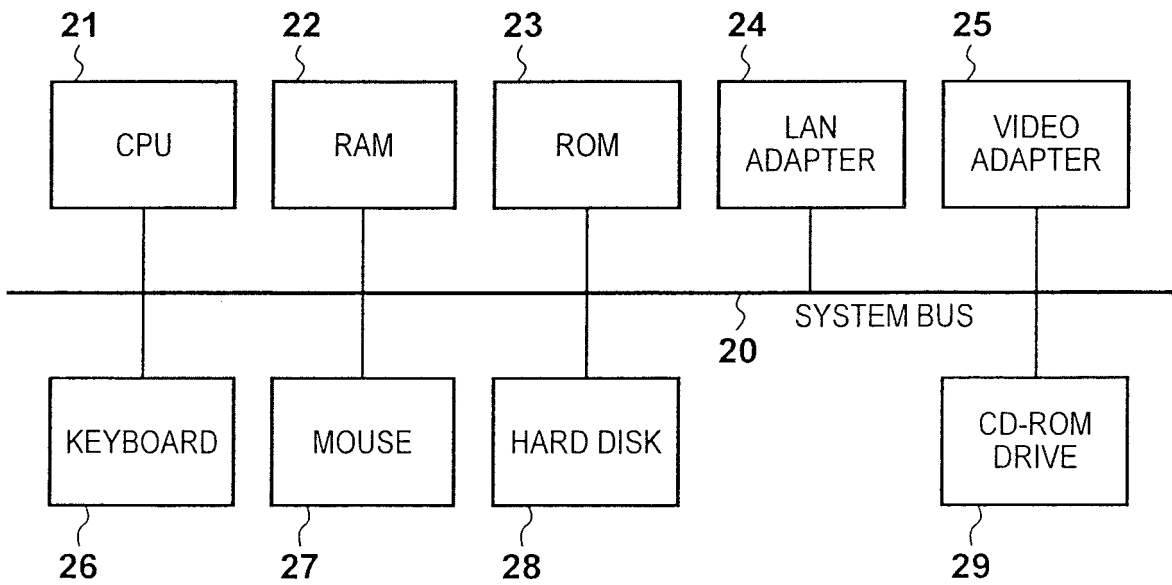 21 22 23 24 25
CPU RAM ROM LAN ADAPTER VIDEO ADAPTER
SYSTEM BUS
20
KEYBOARD MOUSE HARD DISK CD-ROM DRIVE
26 27 28 29